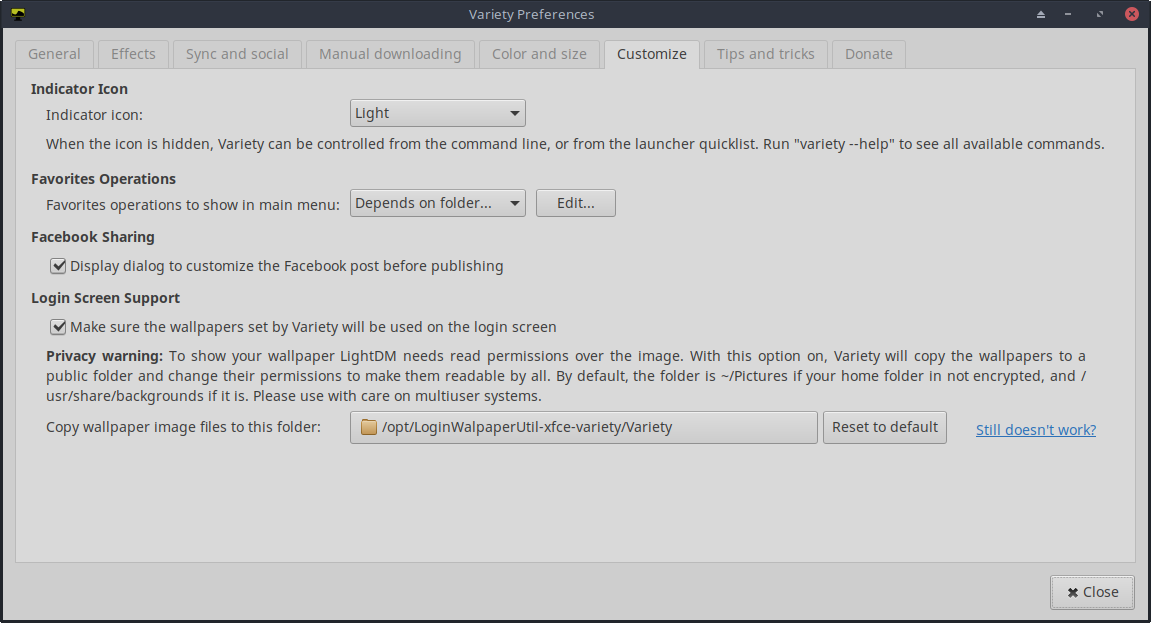 Variety Preferences
General Effects Sync and social Manual downloading Color and size Customize Tips and tricks Donate
Indicator Icon
Indicator icon: Light
When the icon is hidden, Variety can be controlled from the command line, or from the launcher quicklist. Run "variety --help" to see all available commands.
Favorites Operations
Favorites operations to show in main menu: Depends on folder... Edit...
Facebook Sharing
Display dialog to customize the Facebook post before publishing
Login Screen Support
Make sure the wallpapers set by Variety will be used on the login screen
Privacy warning: To show your wallpaper LightDM needs read permissions over the image. With this option on, Variety will copy the wallpapers to a
public folder and change their permissions to make them readable by all. By default, the folder is ~/Pictures if your home folder in not encrypted, and /
usr/share/backgrounds if it is. Please use with care on multiuser systems.
Copy wallpaper image files to this folder: /opt/LoginWalpaperUtil-xfce-variety/Variety Reset to default Still doesn't work?
Close